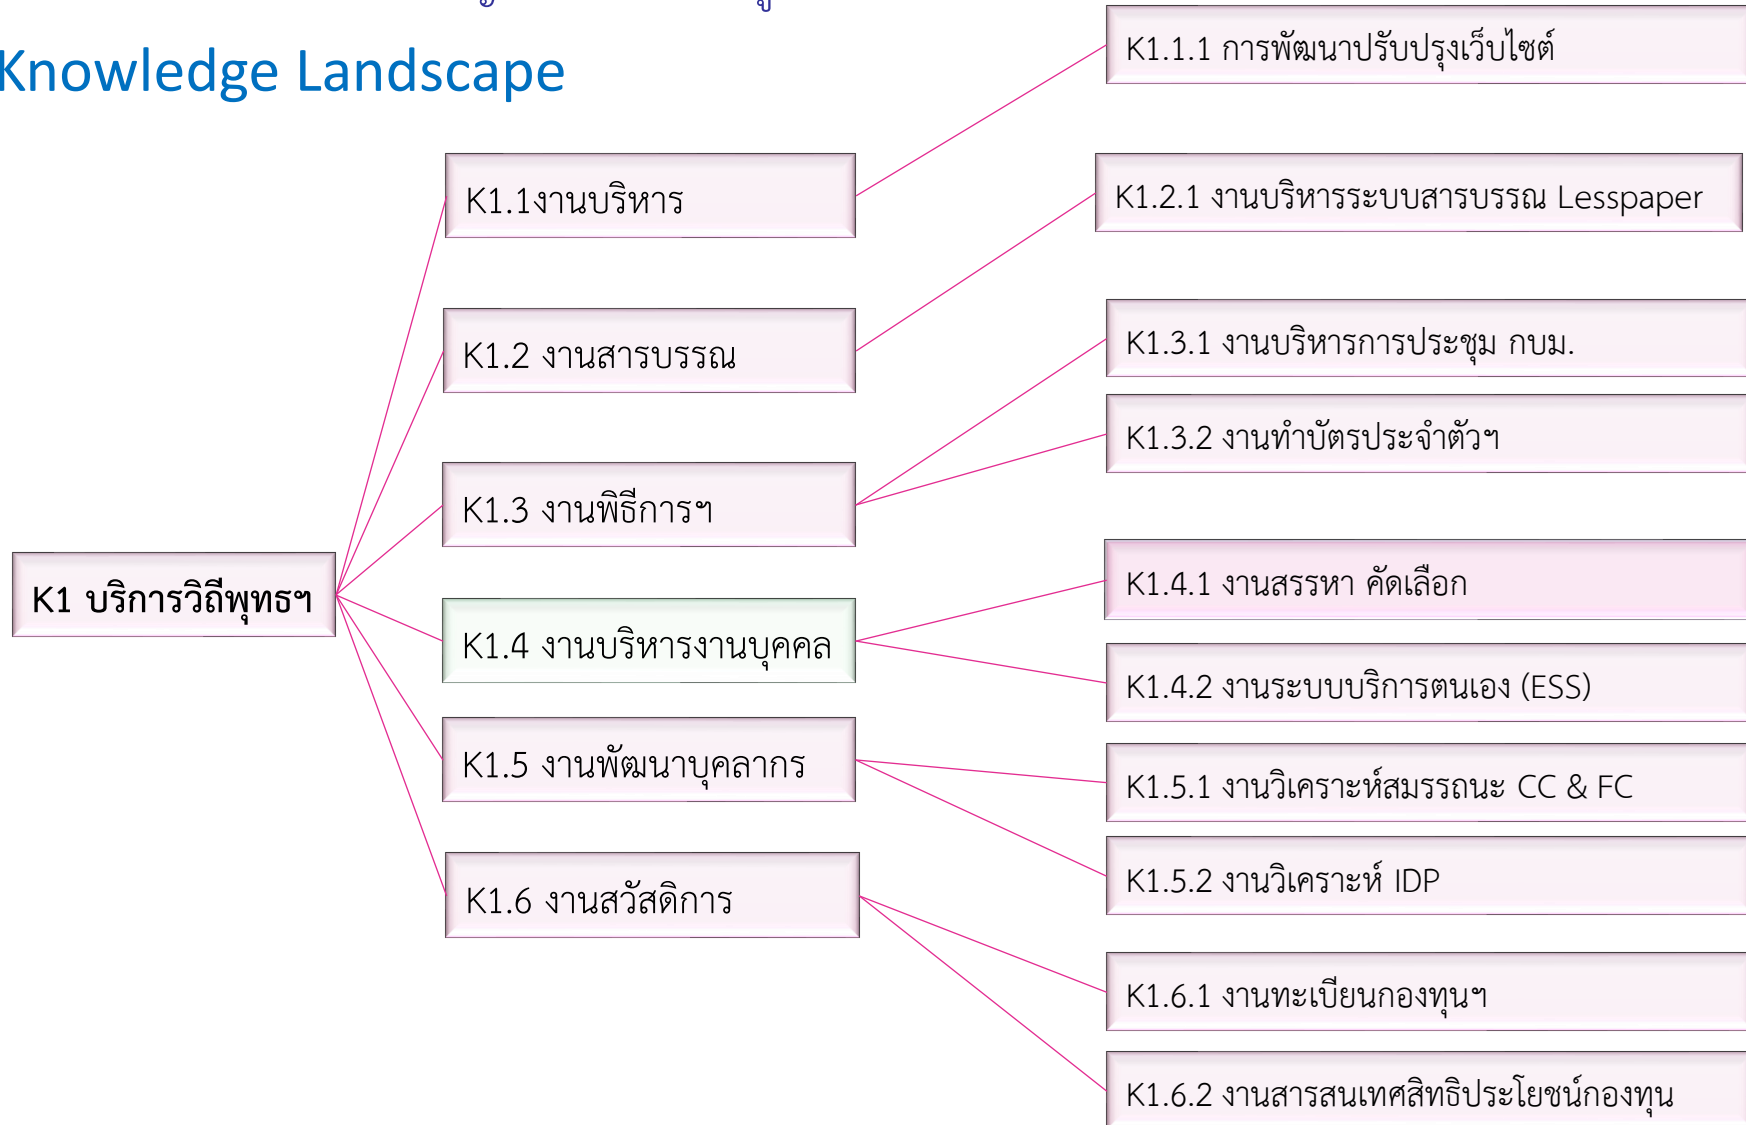 Knowledge Landscape
K1 บริการวิถีพุทธฯ
K1.1งานบริหาร
K1.2 งานสารบรรณ
K1.3 งานพิธีการฯ
K1.4 งานบริหารงานบุคคล
K1.5 งานพัฒนาบุคลากร
K1.6 งานสวัสดิการ
K1.1.1 การพัฒนาปรับปรุงเว็บไซต์
K1.2.1 งานบริหารระบบสารบรรณ Lesspaper
K1.3.1 งานบริหารการประชุม กบม.
K1.3.2 งานทำบัตรประจำตัวฯ
K1.4.1 งานสรรหา คัดเลือก
K1.4.2 งานระบบบริการตนเอง (ESS)
K1.5.1 งานวิเคราะห์สมรรถนะ CC & FC
K1.5.2 งานวิเคราะห์ IDP
K1.6.1 งานทะเบียนกองทุนฯ
K1.6.2 งานสารสนเทศสิทธิประโยชน์กองทุน